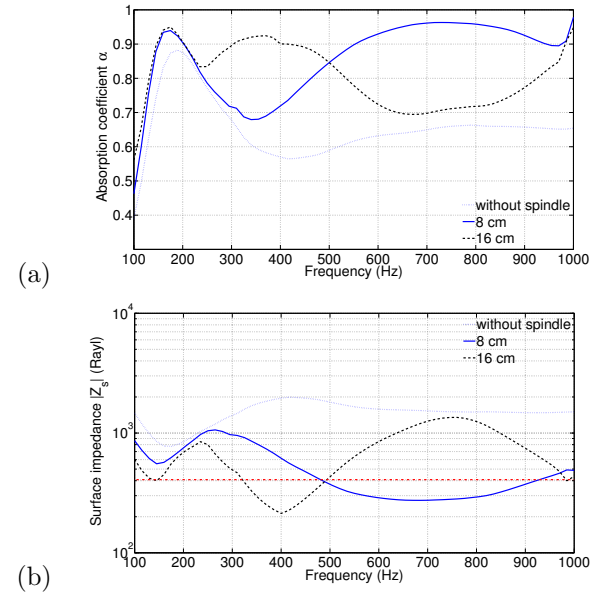 Absorption coefficient α
1
0.9
0.8
0.7
0.6
0.5
0.4
without spindle
8 cm
16 cm
100 200 300 400 500 600 700 800 900 1000
Frequency (Hz)
(a)
Surface impedance |Z_s| (Rayl)
10^4
10^3
10^2
without spindle
8 cm
16 cm
100 200 300 400 500 600 700 800 900 1000
Frequency (Hz)
(b)